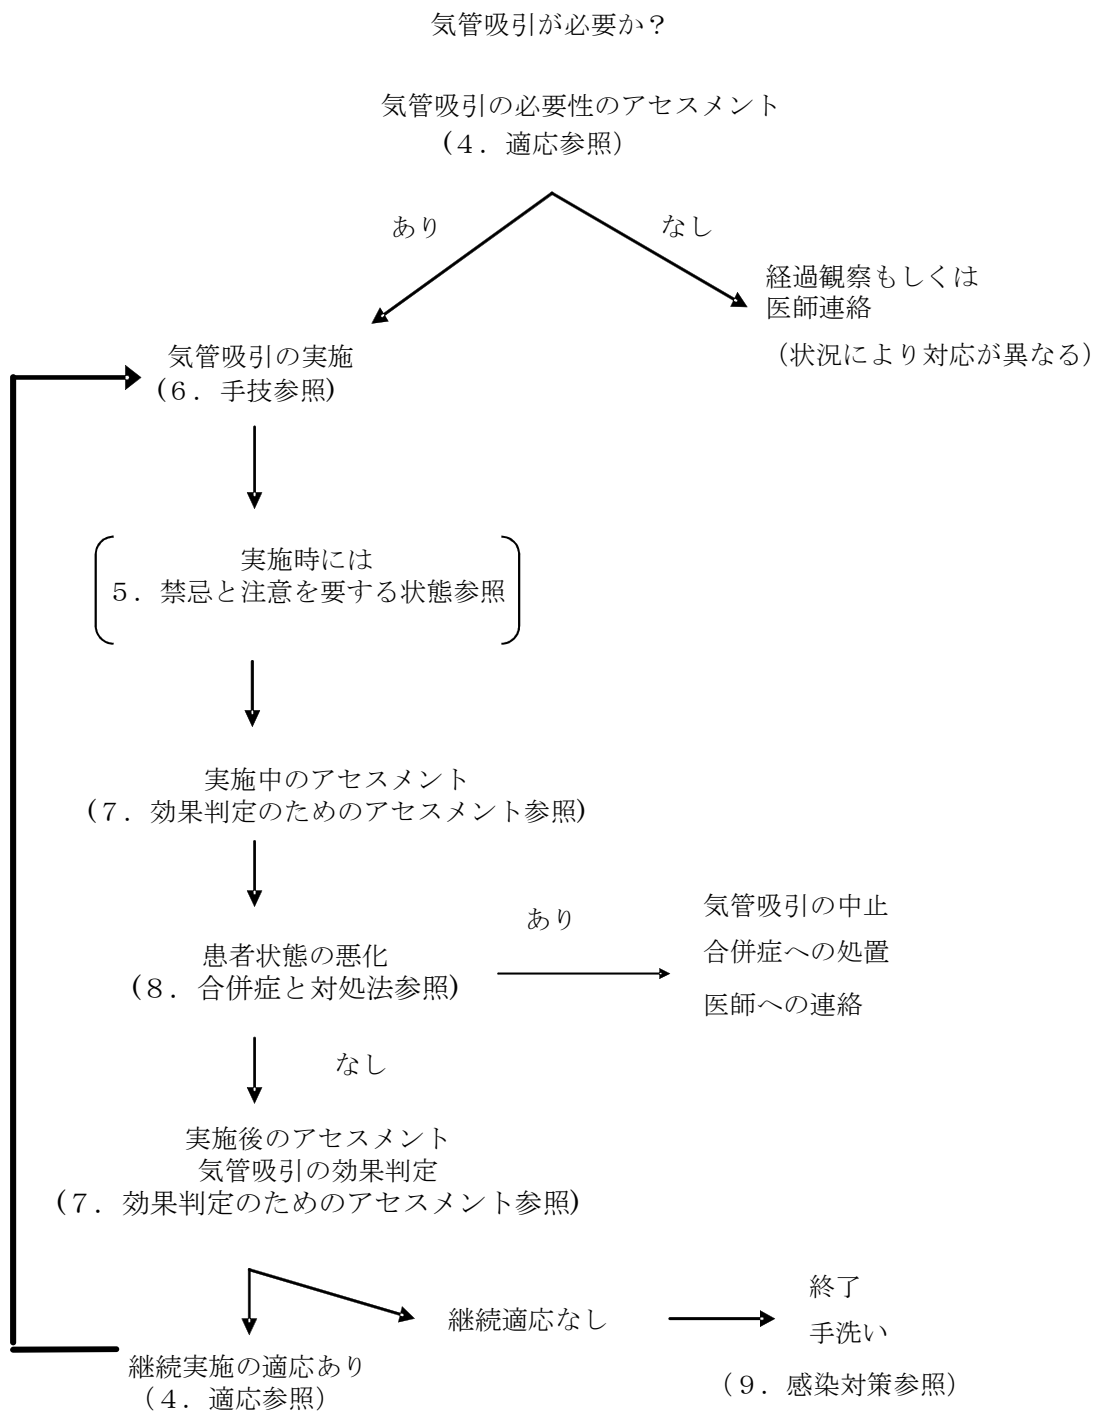 気管吸引が必要か？
気管吸引の必要性のアセスメント
(４．適応参照）
あり
なし
経過観察もしくは
医師連絡
（状況により対応が異なる）
気管吸引の実施
(６．手技参照)
実施時には
５．禁忌と注意を要する状態参照
実施中のアセスメント
(７．効果判定のためのアセスメント参照)
患者状態の悪化
(８．合併症と対処法参照)
あり
気管吸引の中止
合併症への処置
医師への連絡
なし
実施後のアセスメント
気管吸引の効果判定
(７．効果判定のためのアセスメント参照)
継続適応なし
終了
手洗い
（９．感染対策参照）
継続実施の適応あり
（４．適応参照）